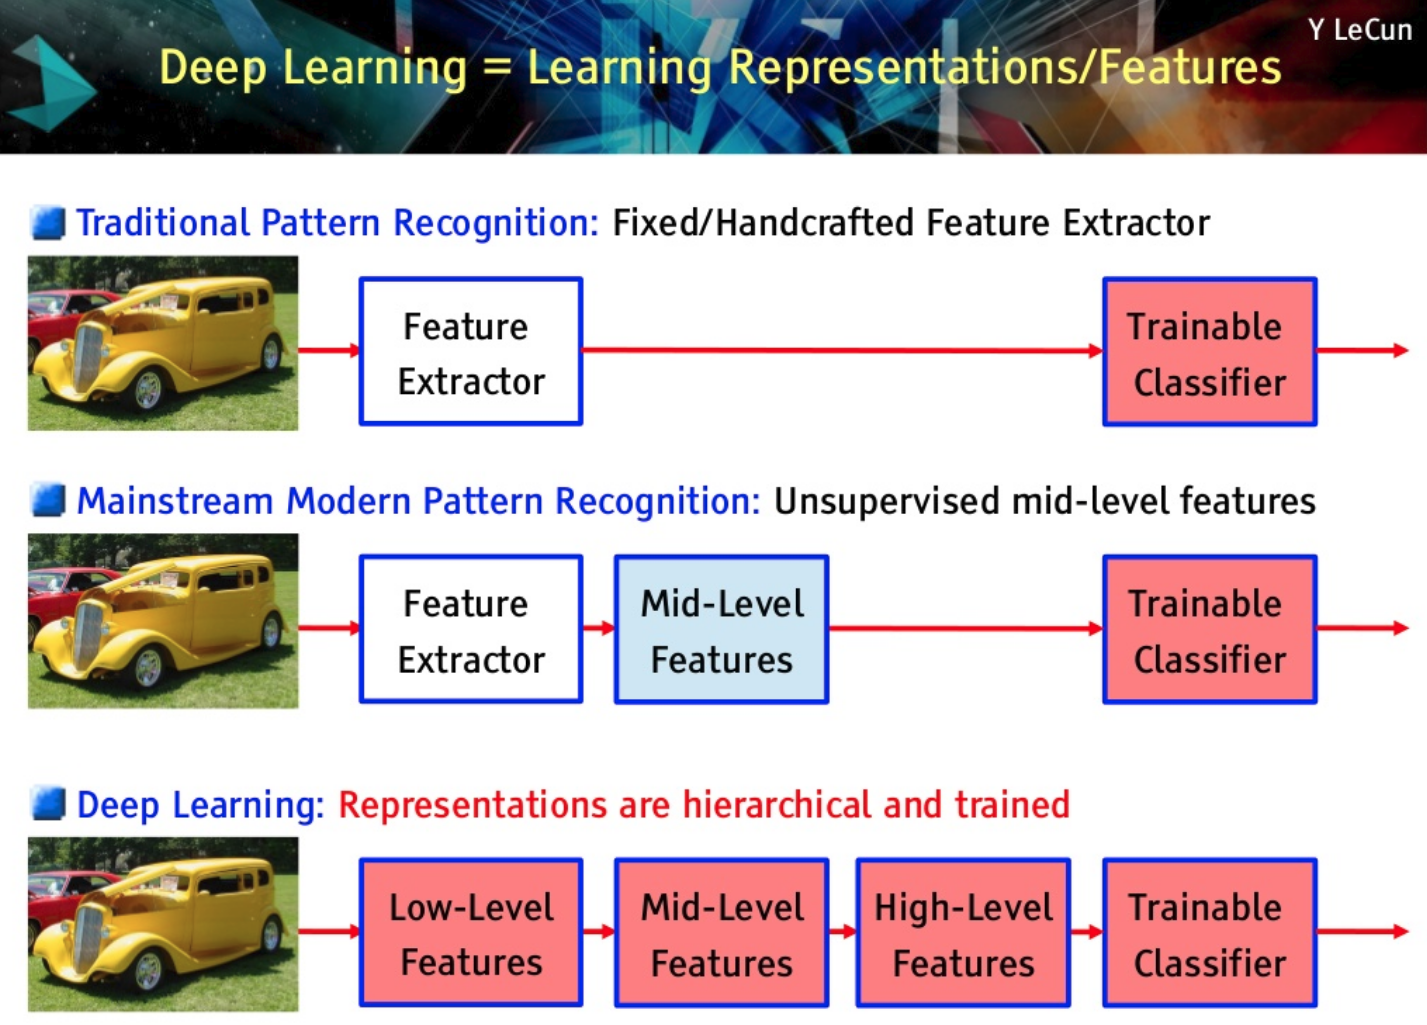 Y LeCun
Deep Learning = Learning Representations/Features
Traditional Pattern Recognition: Fixed/Handcrafted Feature Extractor
Feature
Extractor
Trainable
Classifier
Mainstream Modern Pattern Recognition: Unsupervised mid-level features
Feature
Extractor
Mid-Level
Features
Trainable
Classifier
Deep Learning: Representations are hierarchical and trained
Low-Level
Features
Mid-Level
Features
High-Level
Features
Trainable
Classifier